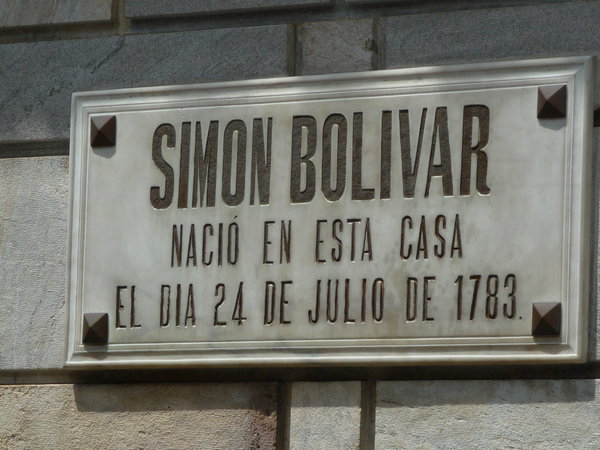 SIMON BOLIVAR
NACIÓ EN ESTA CASA
EL DIA 24 DE JULIO DE 1783.